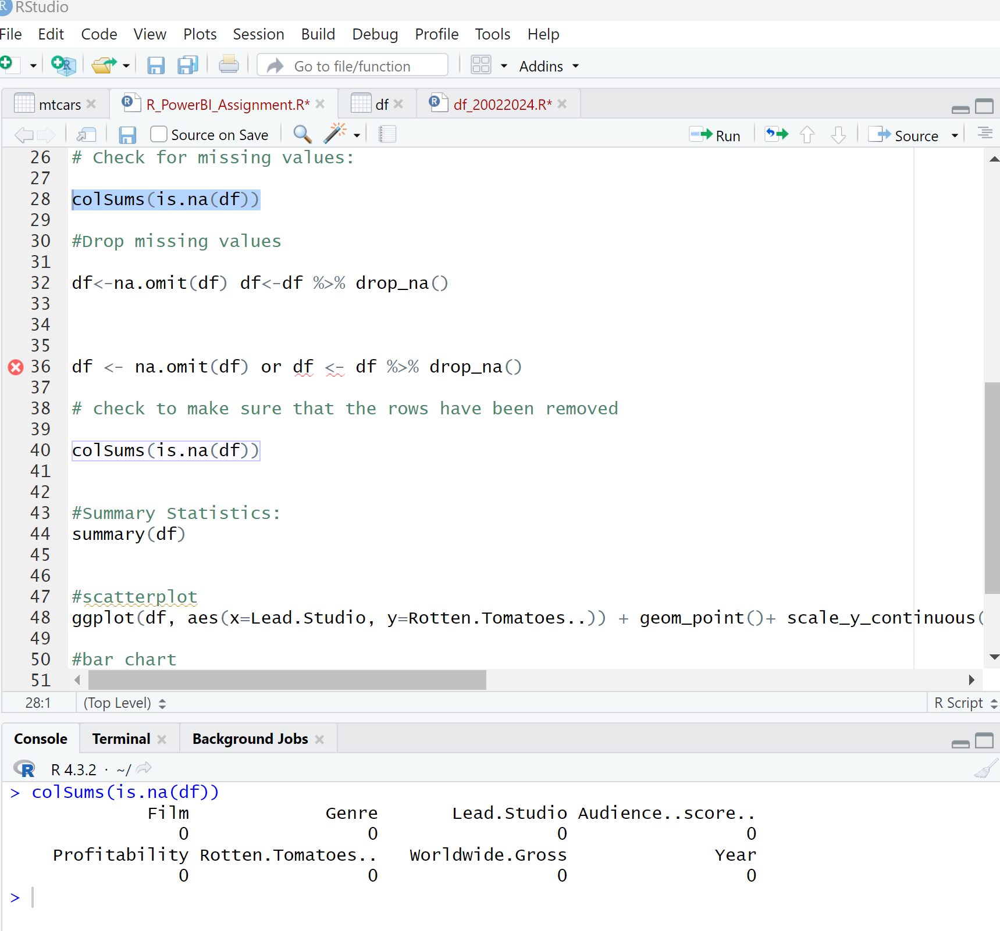 RStudio
File Edit Code View Plots Session Build Debug Profile Tools Help
Go to file/function Addins
mtcars R_PowerBI_Assignment.R* df df_20022024.R*
Source on Save Run Source
26 # Check for missing values:
27
28 colSums(is.na(df))
29
30 #Drop missing values
31
32 df<-na.omit(df) df<-df %>% drop_na()
33
34
35
36 df <- na.omit(df) or df <- df %>% drop_na()
37
38 # check to make sure that the rows have been removed
39
40 colSums(is.na(df))
41
42
43 #Summary Statistics:
44 summary(df)
45
46
47 #scatterplot
48 ggplot(df, aes(x=Lead.Studio, y=Rotten.Tomatoes..)) + geom_point()+ scale_y_continuous(
49
50 #bar chart
51
28:1 (Top Level) R Script
Console Terminal Background Jobs
R 4.3.2 · ~/
> colSums(is.na(df))
Film Genre Lead.Studio Audience..score..
0 0 0 0
Profitability Rotten.Tomatoes.. Worldwide.Gross Year
0 0 0 0
>